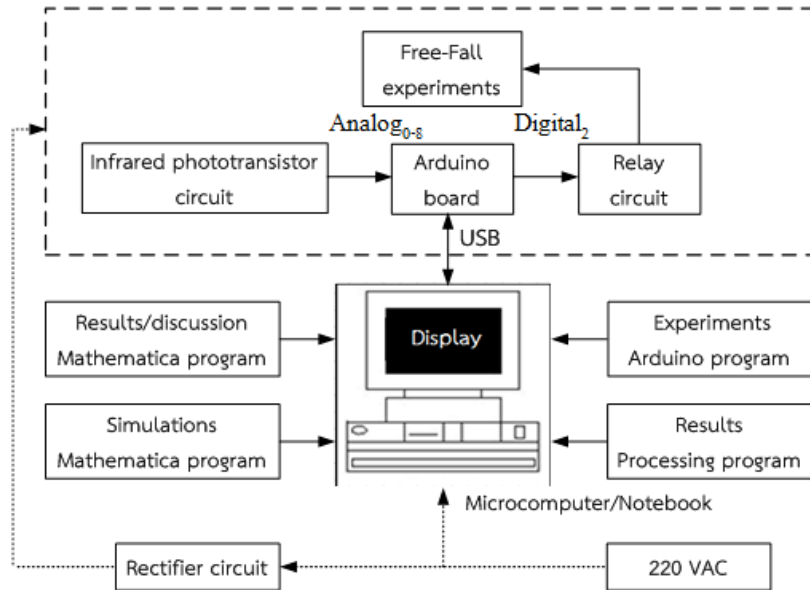 Free-Fall
experiments
Analog0-8
Digital2
Infrared phototransistor
circuit
Arduino
board
Relay
circuit
USB
Results/discussion
Mathematica program
Display
Experiments
Arduino program
Simulations
Mathematica program
Results
Processing program
Microcomputer/Notebook
Rectifier circuit
220 VAC